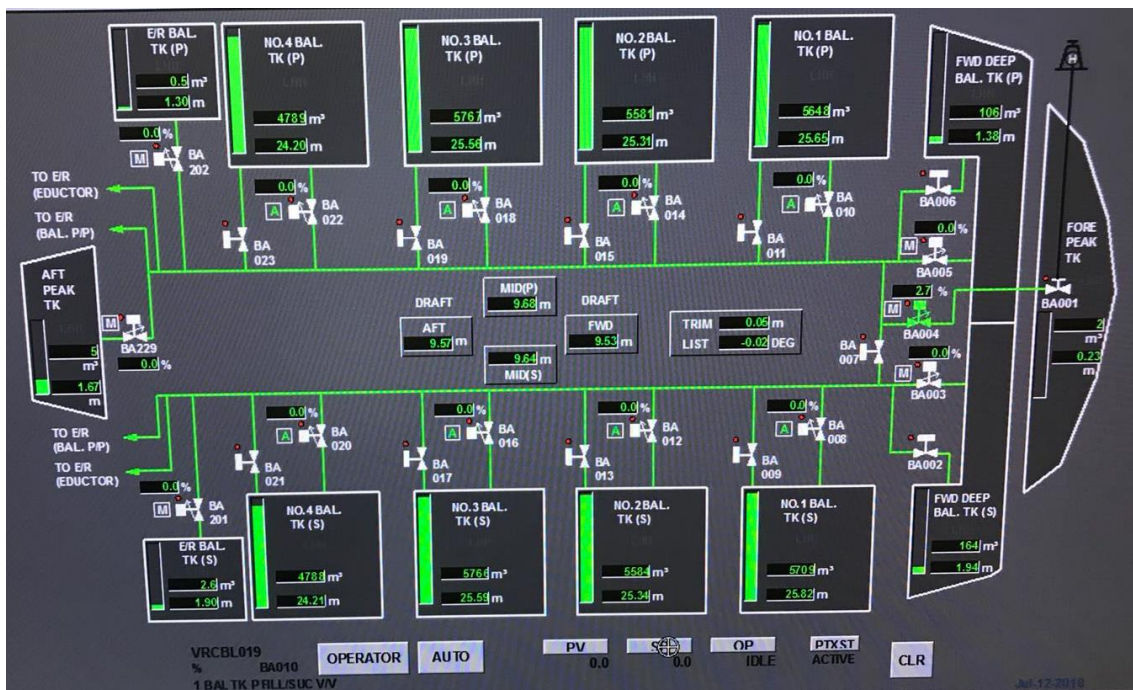 E/R BAL.
TK (P)
0.5 m³
1.30 m
NO.4 BAL.
TK (P)
4789 m³
24.20 m
NO.3 BAL.
TK (P)
5767 m³
25.56 m
NO.2 BAL.
TK (P)
5581 m³
25.31 m
NO.1 BAL.
TK (P)
5648 m³
25.65 m
FWD DEEP
BAL. TK (P)
106 m³
1.38 m
H
0.0 %
M
BA
202
0.0 %
A
BA
022
BA
023
0.0 %
A
BA
018
BA
019
0.0 %
A
BA
014
BA
015
0.0 %
A
BA
010
BA
011
BA006
0.0 %
M
BA005
TO E/R
(EDUCTOR)
TO E/R
(BAL. P/P)
AFT
PEAK
TK
5
m³
1.67
m
M
BA229
0.0 %
DRAFT
MID(P)
9.68 m
DRAFT
AFT
9.57 m
FWD
9.53 m
9.64 m
MID(S)
TRIM 0.05 m
LIST -0.02 DEG
2.7 %
M
BA004
BA
007
0.0 %
M
BA003
BA002
FORE
PEAK
TK
BA001
2
m³
0.23
m
TO E/R
(BAL. P/P)
TO E/R
(EDUCTOR)
0.0 %
M
BA
201
0.0 %
A
BA
020
BA
021
0.0 %
A
BA
016
BA
017
0.0 %
A
BA
012
BA
013
0.0 %
A
BA
008
BA
009
E/R BAL.
TK (S)
2.6 m³
1.90 m
NO.4 BAL.
TK (S)
4788 m³
24.21 m
NO.3 BAL.
TK (S)
5766 m³
25.59 m
NO.2 BAL.
TK (S)
5584 m³
25.34 m
NO.1 BAL.
TK (S)
5709 m³
25.82 m
FWD DEEP
BAL. TK (S)
164 m³
1.94 m
VRCBL019
% BA010
1 BAL TK P FILL/SUC V/V
OPERATOR
AUTO
PV
0.0
0.0
OP
IDLE
PTXST
ACTIVE
CLR
Jul-12-2018